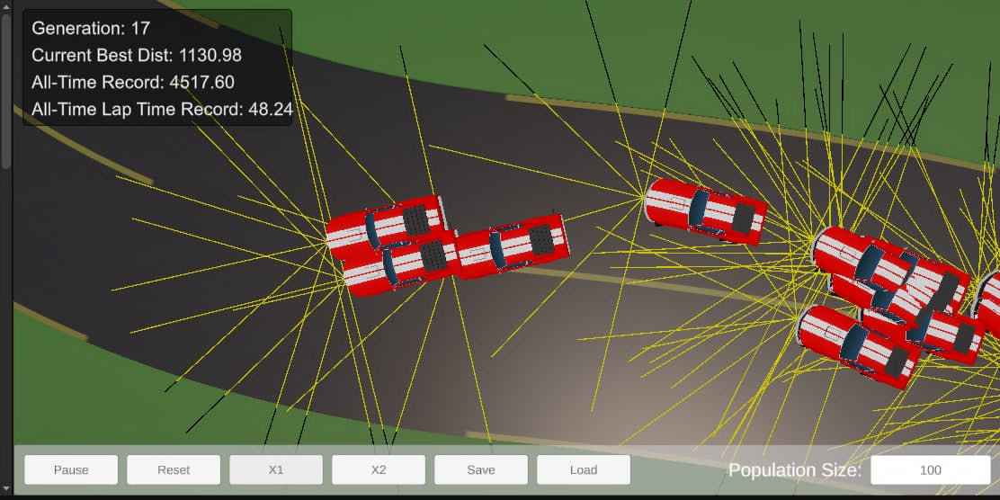 Generation: 17
Current Best Dist: 1130.98
All-Time Record: 4517.60
All-Time Lap Time Record: 48.24
Pause Reset X1 X2 Save Load Population Size: 100